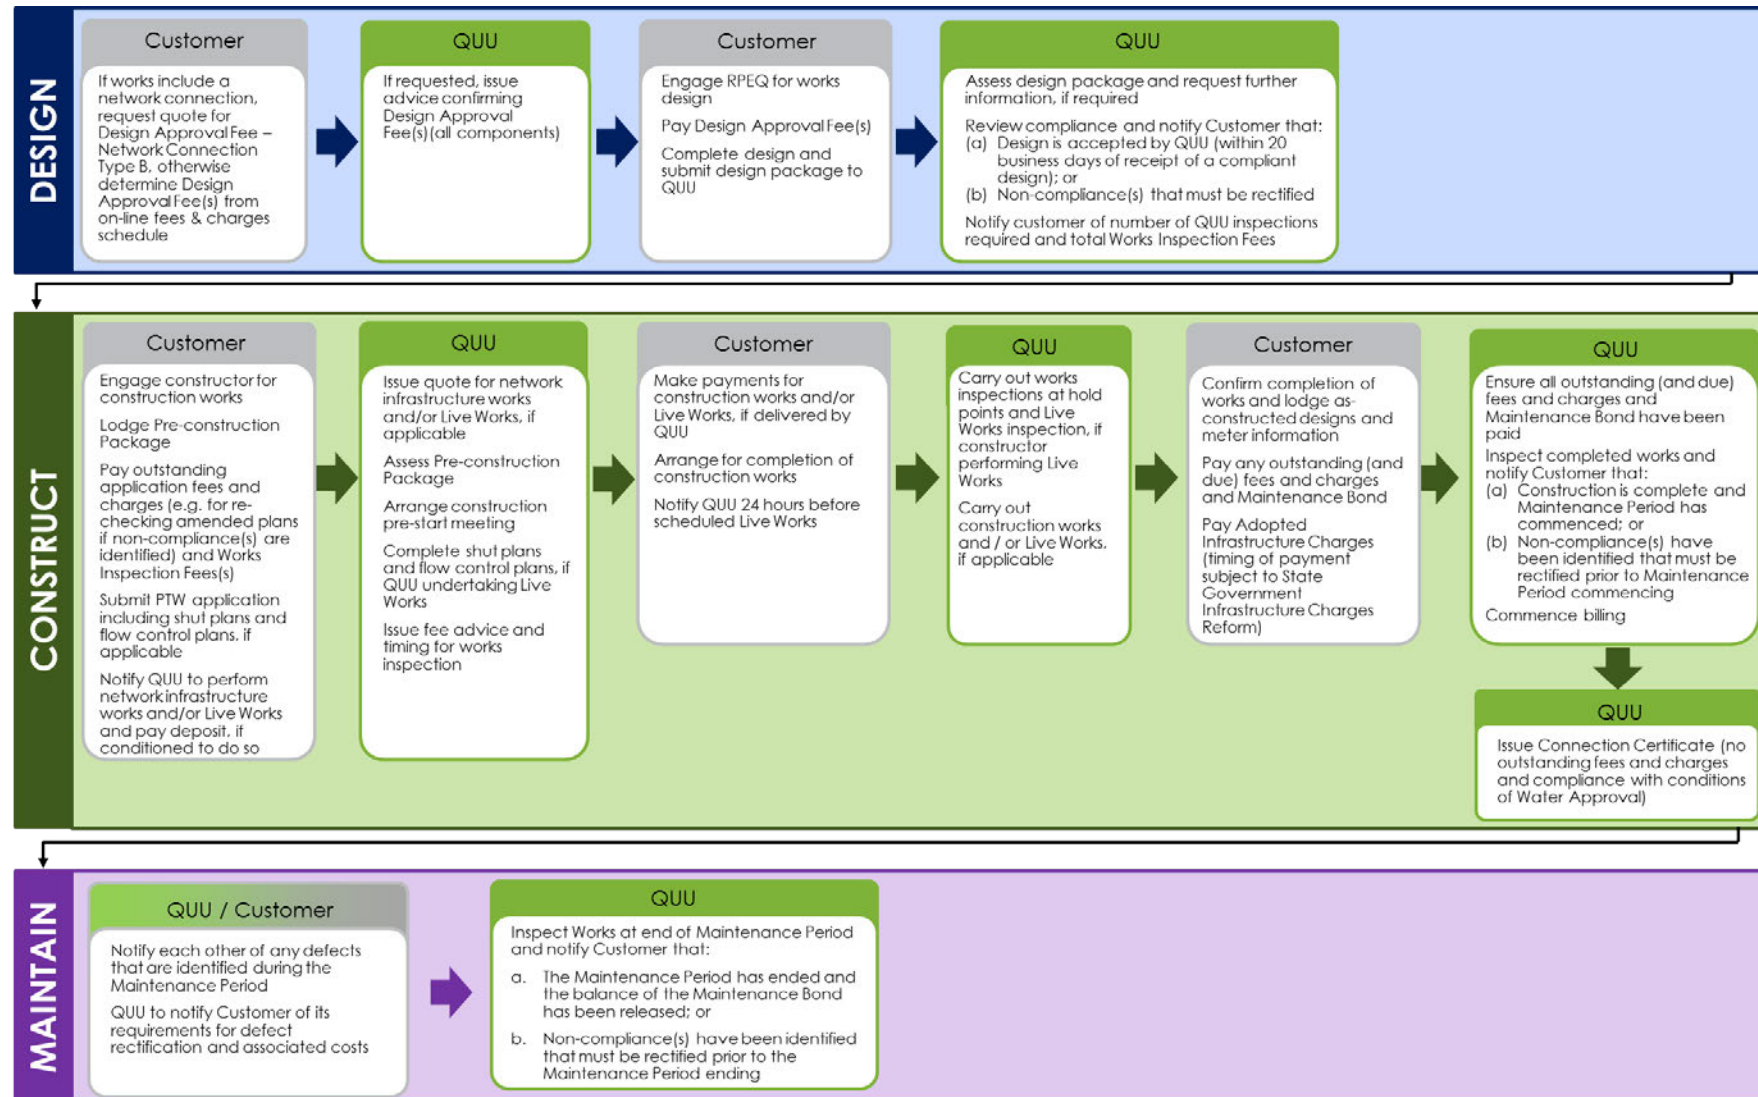 DESIGN
Customer
If works include a
network connection,
request quote for
Design Approval Fee –
Network Connection
Type B, otherwise
determine Design
Approval Fee(s) from
on-line fees & charges
schedule
QUU
If requested, issue
advice confirming
Design Approval
Fee(s)(all components)
Customer
Engage RPEQ for works
design
Pay Design Approval Fee(s)
Complete design and
submit design package to
QUU
QUU
Assess design package and request further
information, if required
Review compliance and notify Customer that:
(a) Design is accepted by QUU (within 20
business days of receipt of a compliant
design); or
(b) Non-compliance(s) that must be rectified
Notify customer of number of QUU inspections
required and total Works Inspection Fees
CONSTRUCT
Customer
Engage constructor for
construction works
Lodge Pre-construction
Package
Pay outstanding
application fees and
charges (e.g. for re-
checking amended plans
if non-compliance(s) are
identified) and Works
Inspection Fees(s)
Submit PTW application
including shut plans and
flow control plans, if
applicable
Notify QUU to perform
network infrastructure
works and/or Live Works
and pay deposit, if
conditioned to do so
QUU
Issue quote for network
infrastructure works
and/or Live Works, if
applicable
Assess Pre-construction
Package
Arrange construction
pre-start meeting
Complete shut plans
and flow control plans, if
QUU undertaking Live
Works
Issue fee advice and
timing for works
inspection
Customer
Make payments for
construction works and/or
Live Works, if delivered by
QUU
Arrange for completion of
construction works
Notify QUU 24 hours before
scheduled Live Works
QUU
Carry out works
inspections at hold
points and Live
Works inspection, if
constructor
performing Live
Works
Carry out
construction works
and / or Live Works,
if applicable
Customer
Confirm completion of
works and lodge as-
constructed designs and
meter information
Pay any outstanding (and
due) fees and charges
and Maintenance Bond
Pay Adopted
Infrastructure Charges
(timing of payment
subject to State
Government
Infrastructure Charges
Reform)
QUU
Ensure all outstanding (and due)
fees and charges and
Maintenance Bond have been
paid
Inspect completed works and
notify Customer that:
(a) Construction is complete and
Maintenance Period has
commenced; or
(b) Non-compliance(s) have
been identified that must be
rectified prior to Maintenance
Period commencing
Commence billing
QUU
Issue Connection Certificate (no
outstanding fees and charges
and compliance with conditions
of Water Approval)
MAINTAIN
QUU / Customer
Notify each other of any defects
that are identified during the
Maintenance Period
QUU to notify Customer of its
requirements for defect
rectification and associated costs
QUU
Inspect Works at end of Maintenance Period
and notify Customer that:
a. The Maintenance Period has ended and
the balance of the Maintenance Bond
has been released; or
b. Non-compliance(s) have been identified
that must be rectified prior to the
Maintenance Period ending